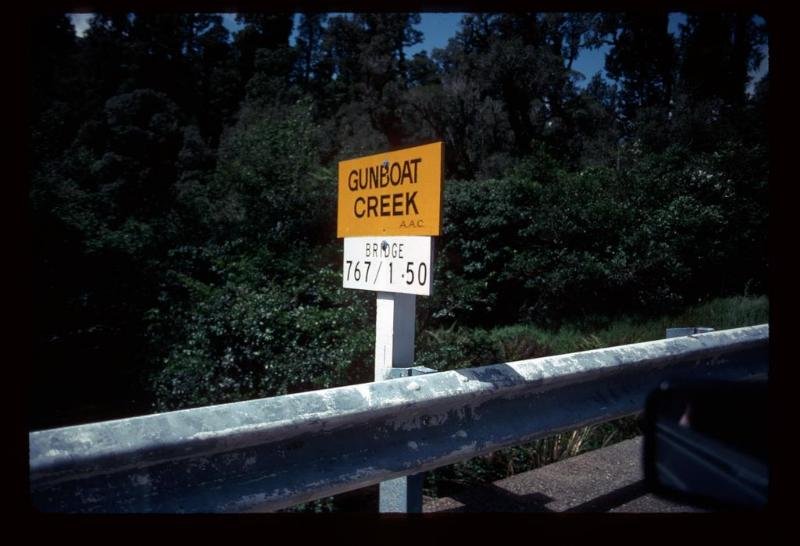 GUNBOAT
CREEK
A.A.C.
BRIDGE
767/1·50